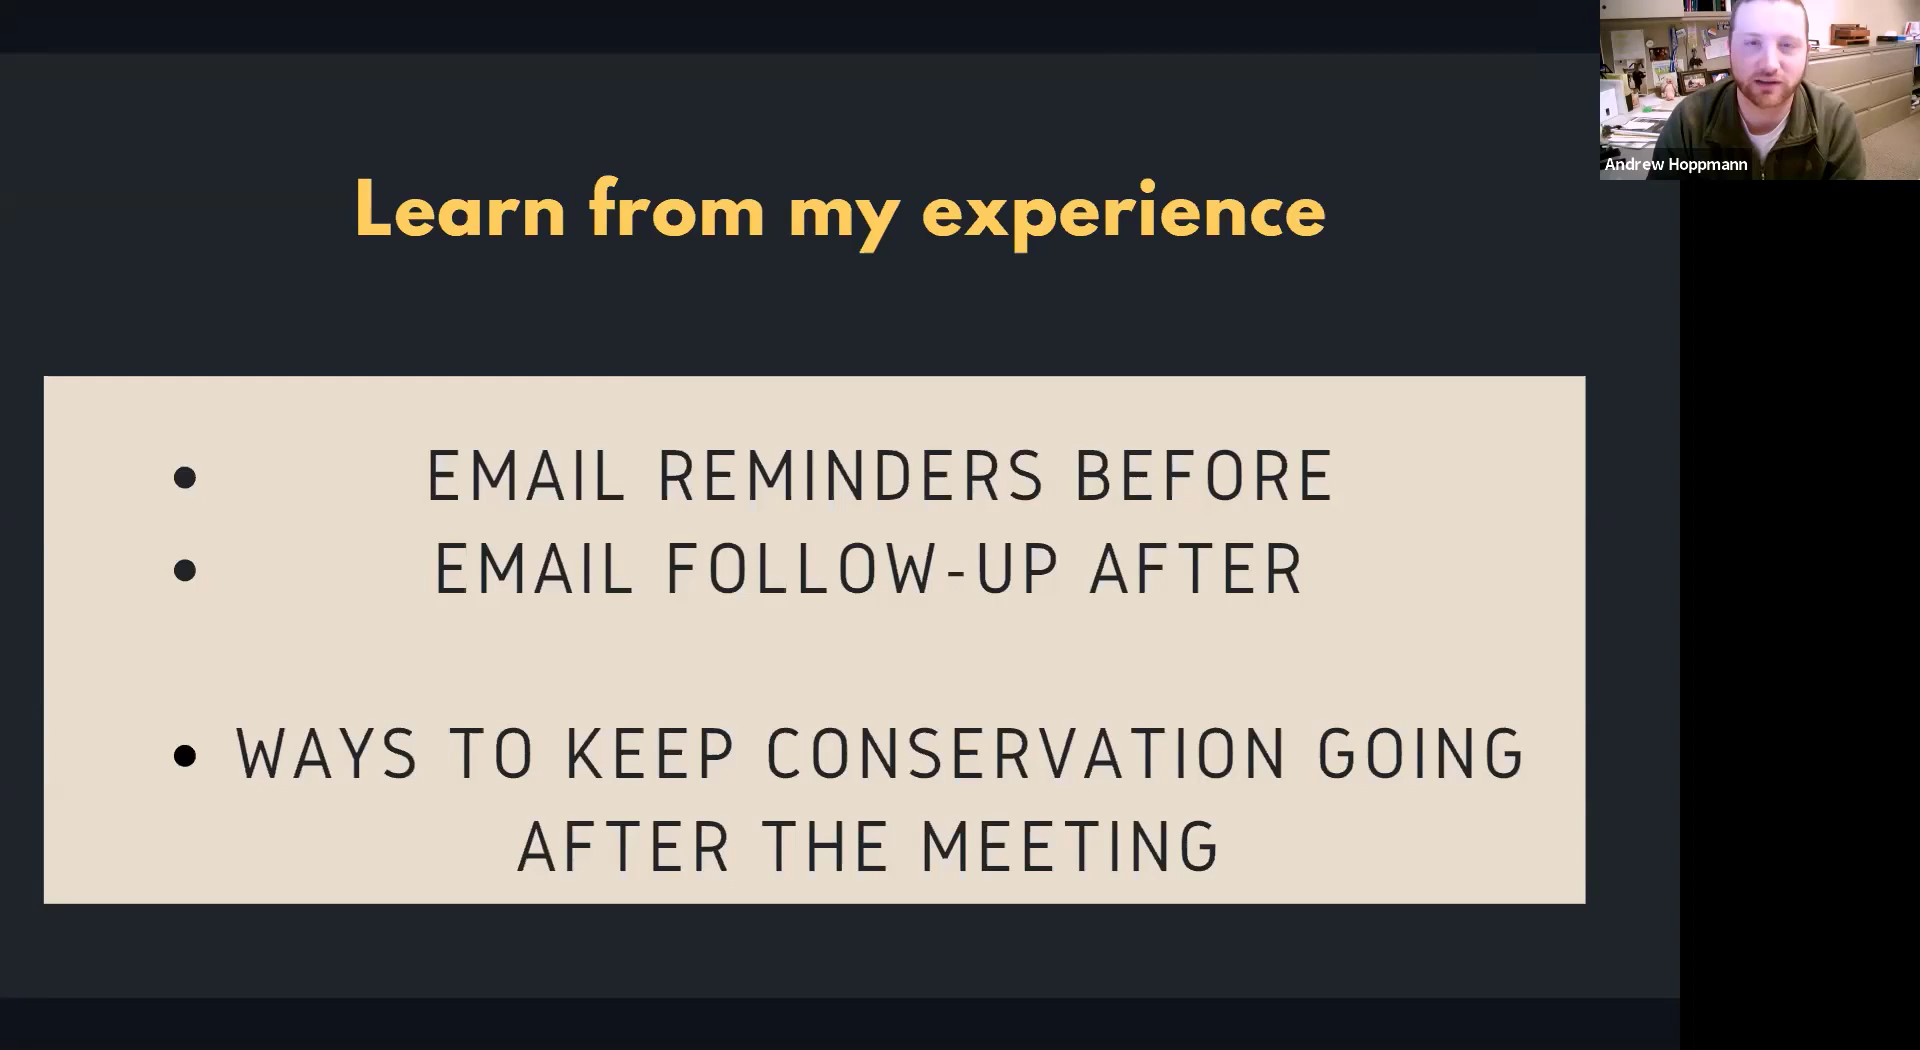 Learn from my experience
• EMAIL REMINDERS BEFORE
• EMAIL FOLLOW-UP AFTER
• WAYS TO KEEP CONSERVATION GOING
AFTER THE MEETING
Andrew Hoppmann